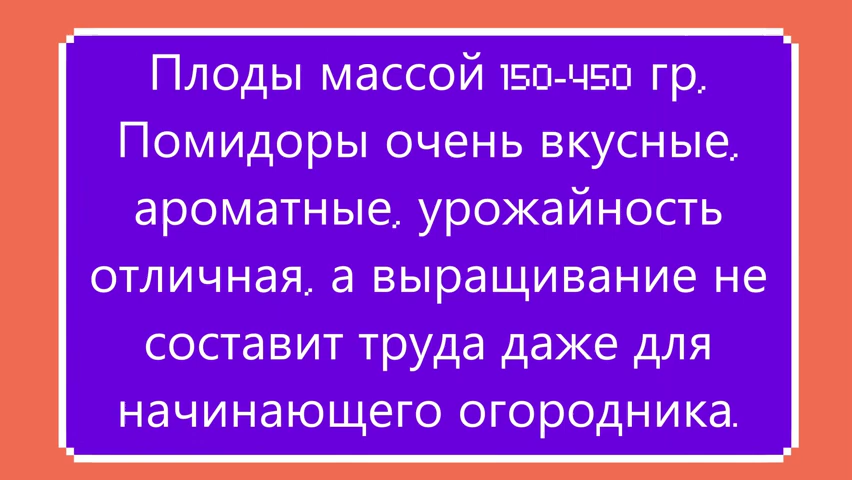 Плоды массой 150-450 гр.
Помидоры очень вкусные,
ароматные, урожайность
отличная, а выращивание не
составит труда даже для
начинающего огородника.